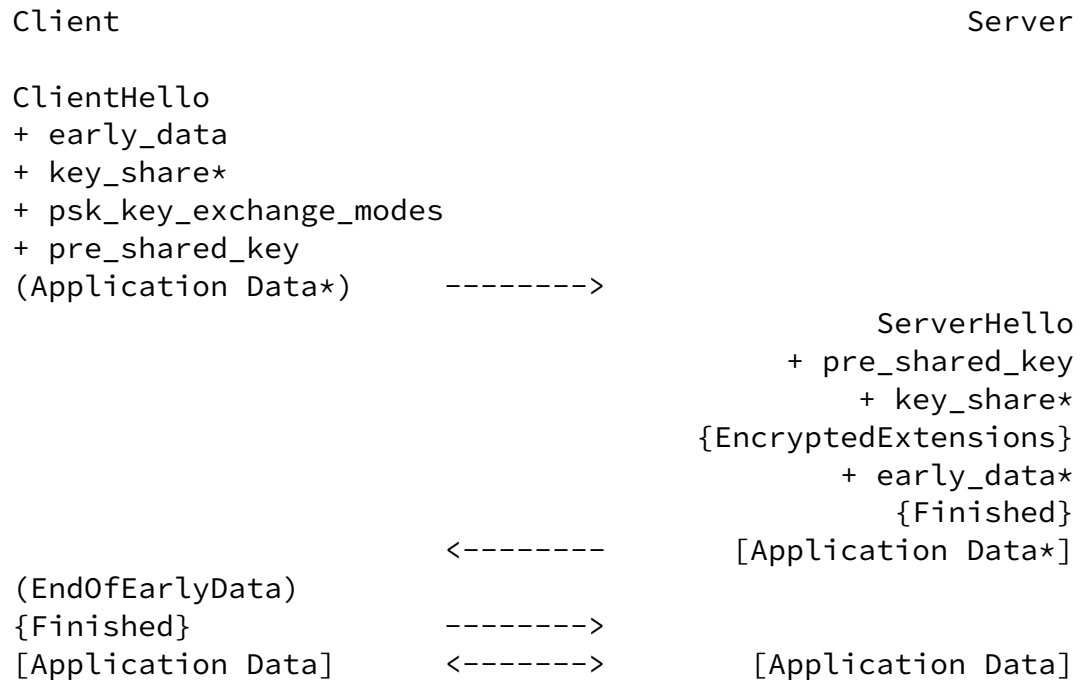 Client                                               Server

ClientHello
+ early_data
+ key_share*
+ psk_key_exchange_modes
+ pre_shared_key
(Application Data*)     -------->
                                                ServerHello
                                           + pre_shared_key
                                               + key_share*
                                      {EncryptedExtensions}
                                              + early_data*
                                                 {Finished}
                        <--------       [Application Data*]
(EndOfEarlyData)
{Finished}              -------->
[Application Data]      <------->        [Application Data]